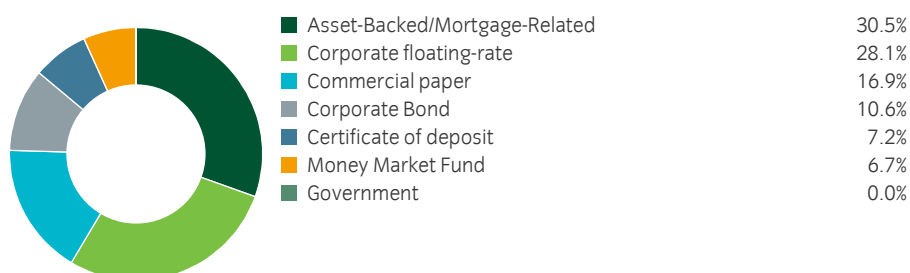 Asset-Backed/Mortgage-Related 30.5%
Corporate floating-rate 28.1%
Commercial paper 16.9%
Corporate Bond 10.6%
Certificate of deposit 7.2%
Money Market Fund 6.7%
Government 0.0%